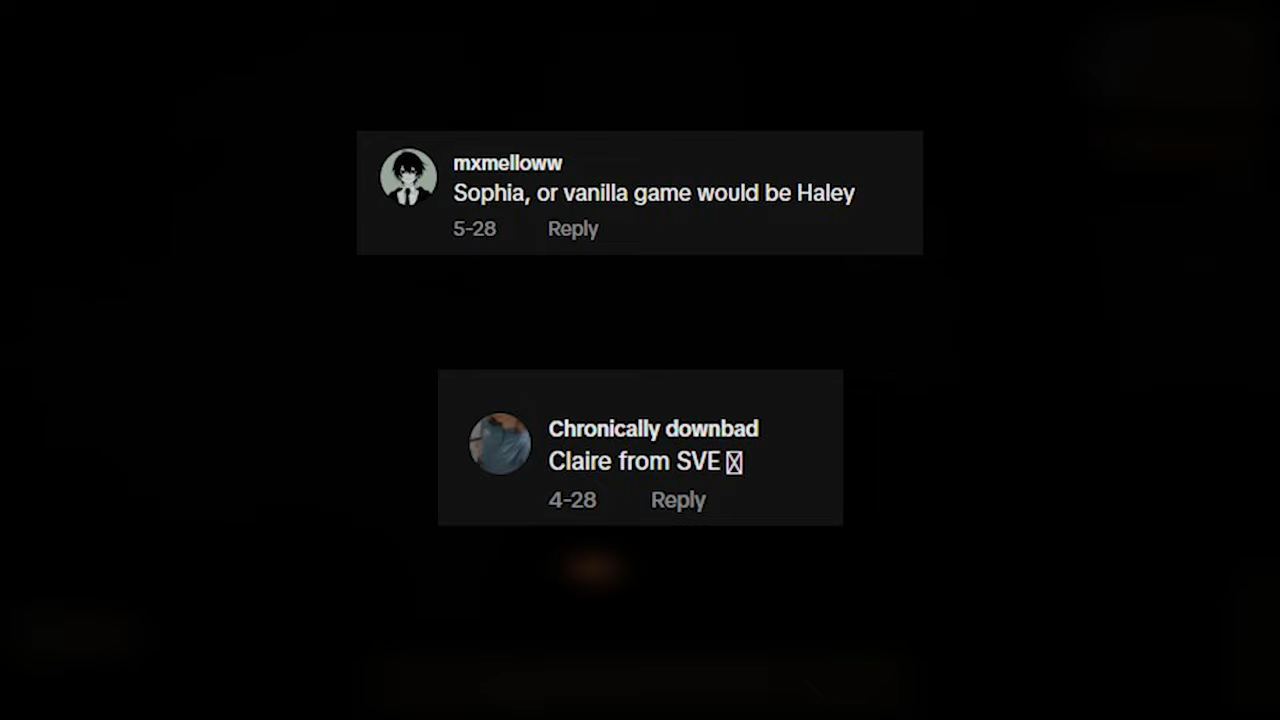 mxmelloww
Sophia, or vanilla game would be Haley
5-28 Reply
Chronically downbad
Claire from SVE
4-28 Reply